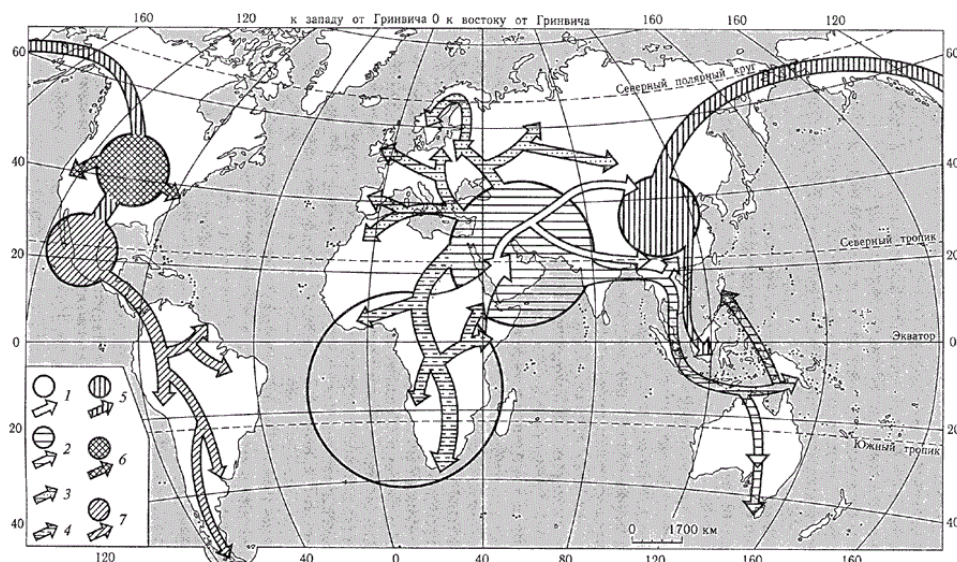 160 к западу от Гринвича 0 к востоку от Гринвича 160 160
60 60
Северный полярный круг
40 40
20 Северный тропик 20
0 Экватор 0
1 5
20 2 6 Южный тропик 20
3
40 4 7 0 1700 км 40
120 80 40 0 40 80 120 160 160